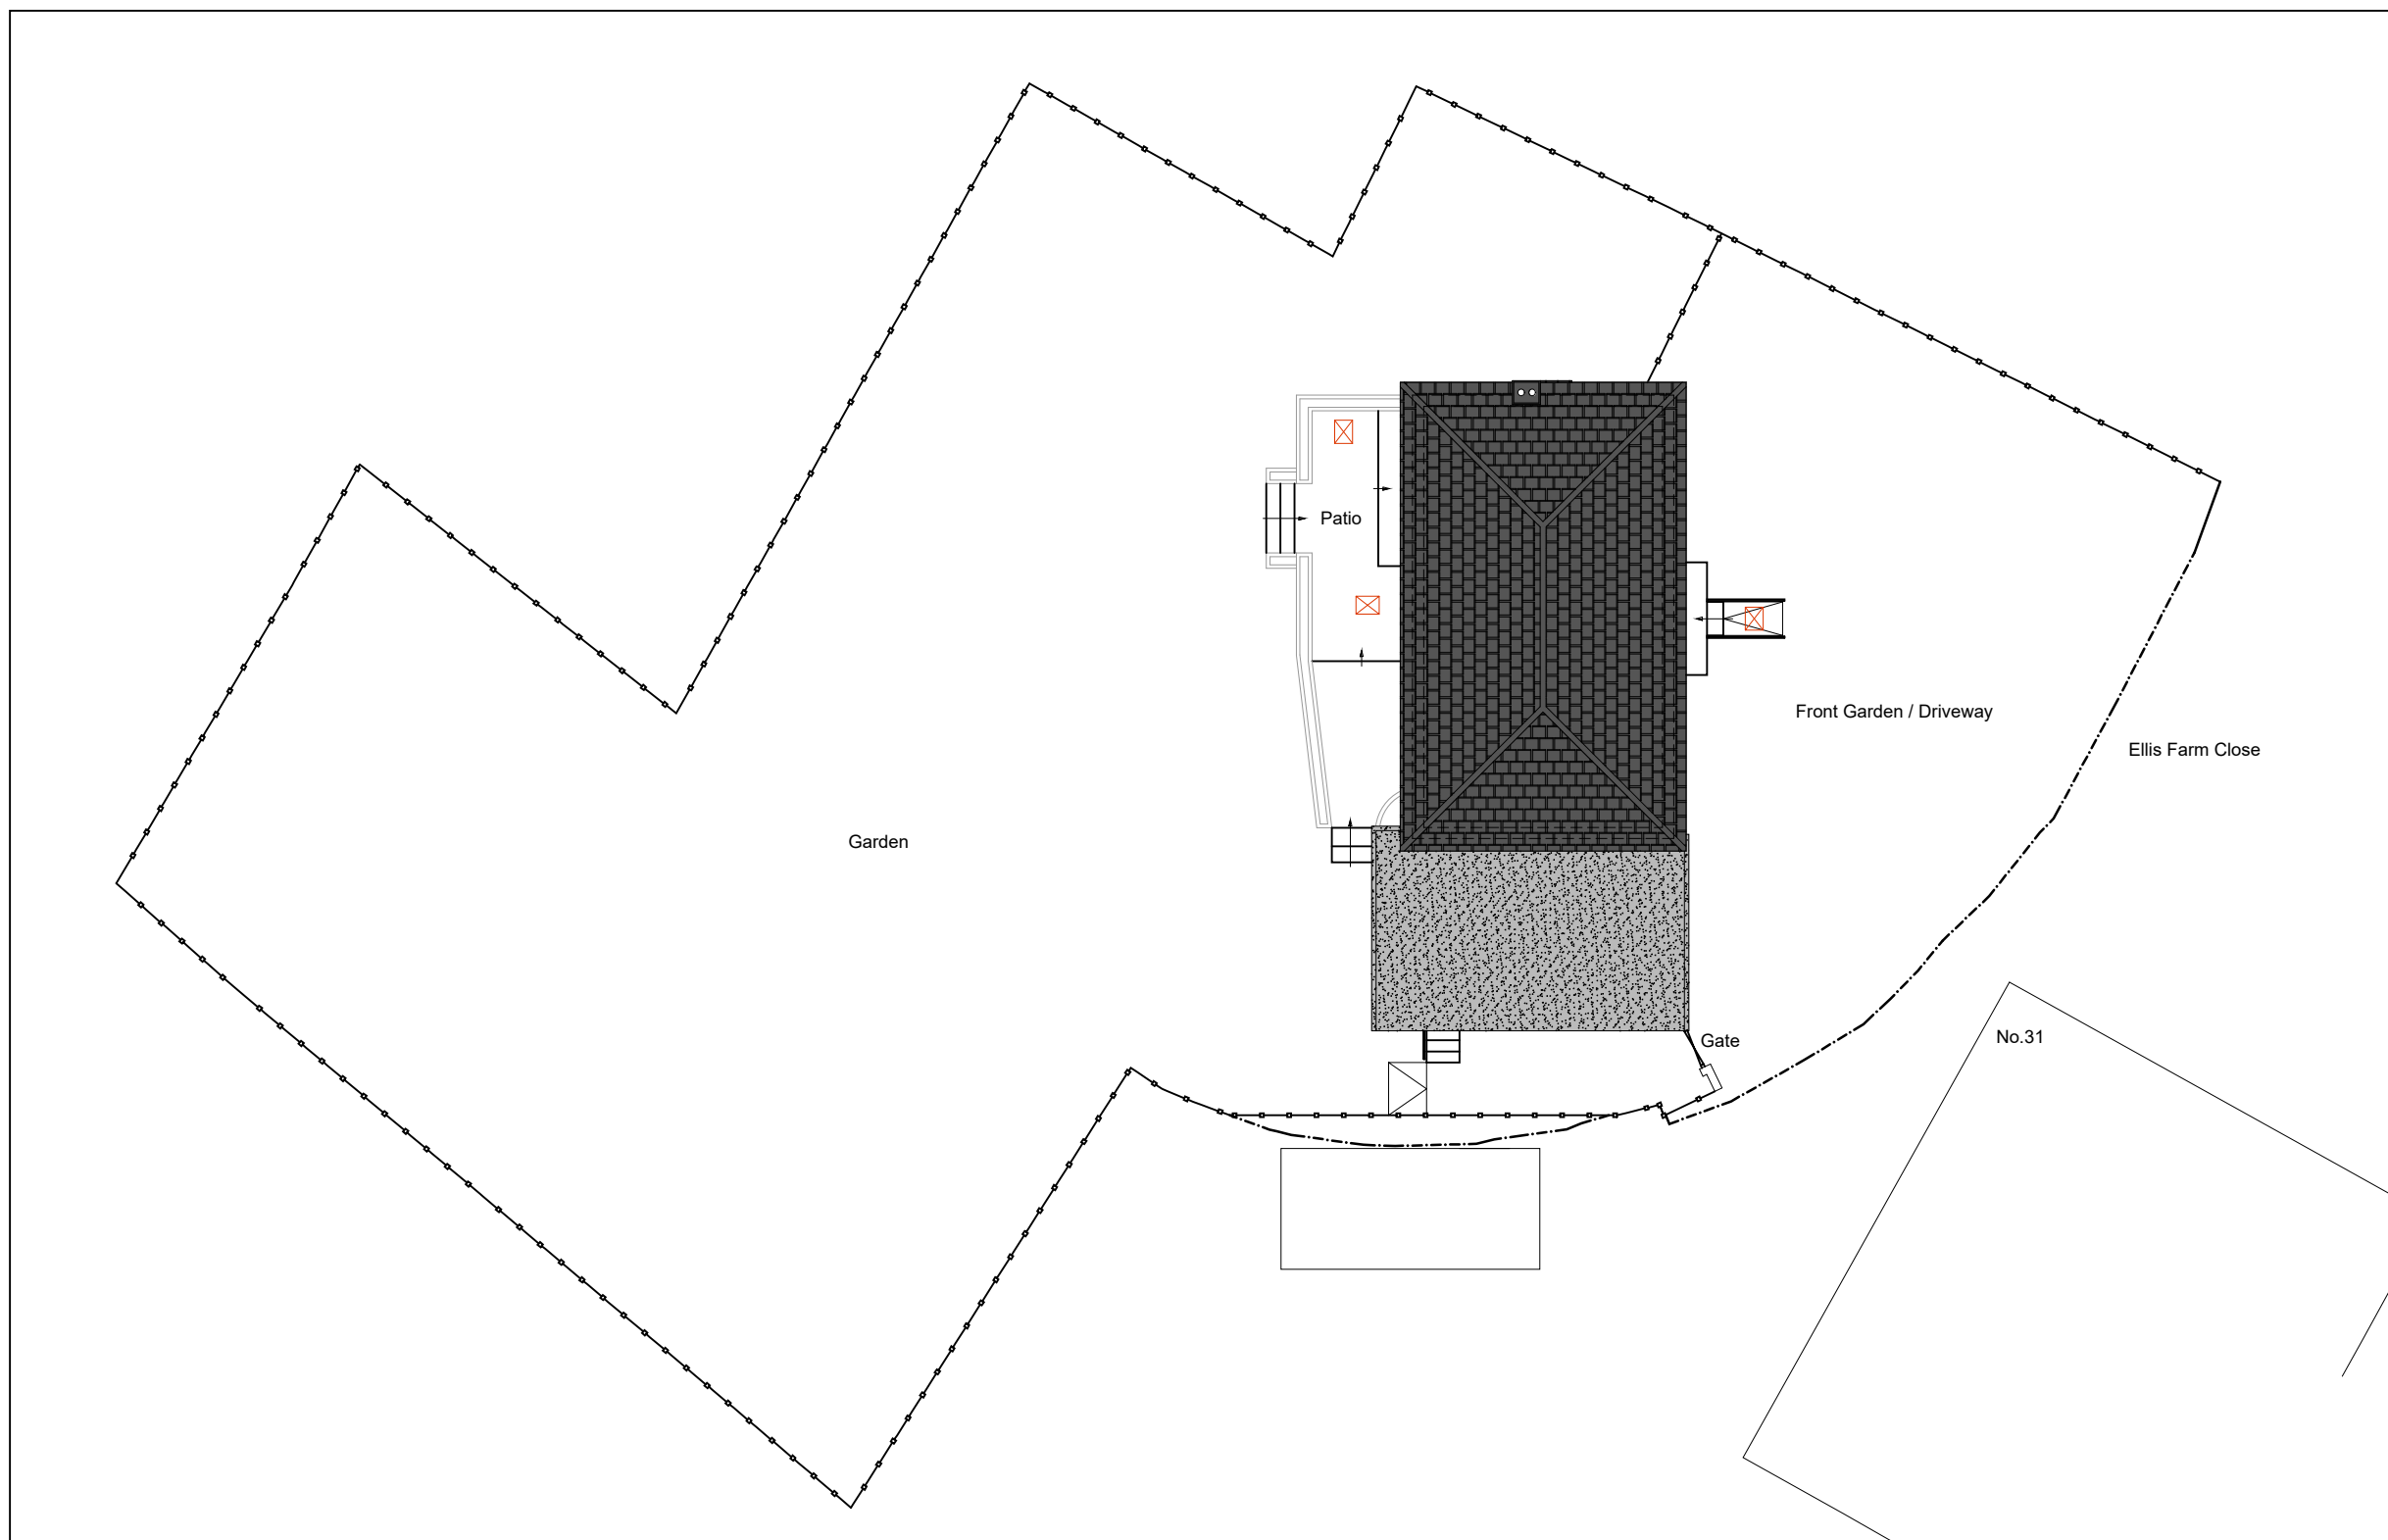 Patio
Front Garden / Driveway
Ellis Farm Close
Garden
No.31
Gate